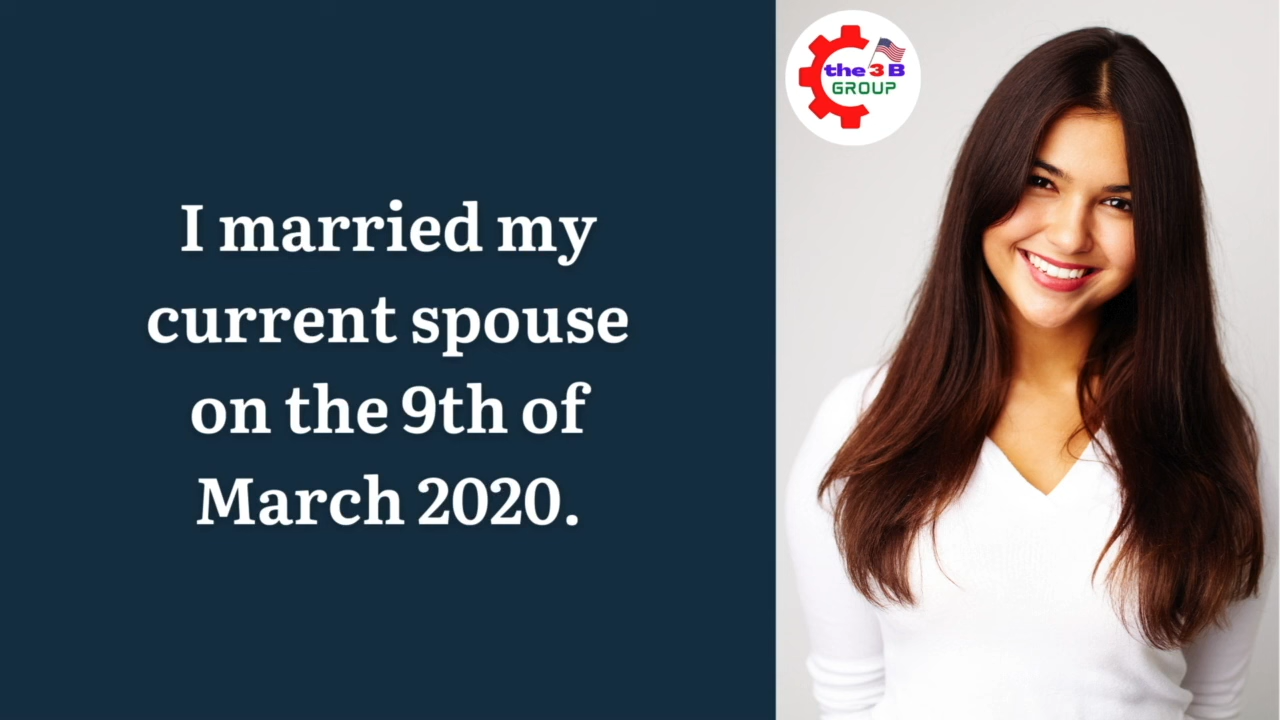 I married my
current spouse
on the 9th of
March 2020.
the 3 B
GROUP